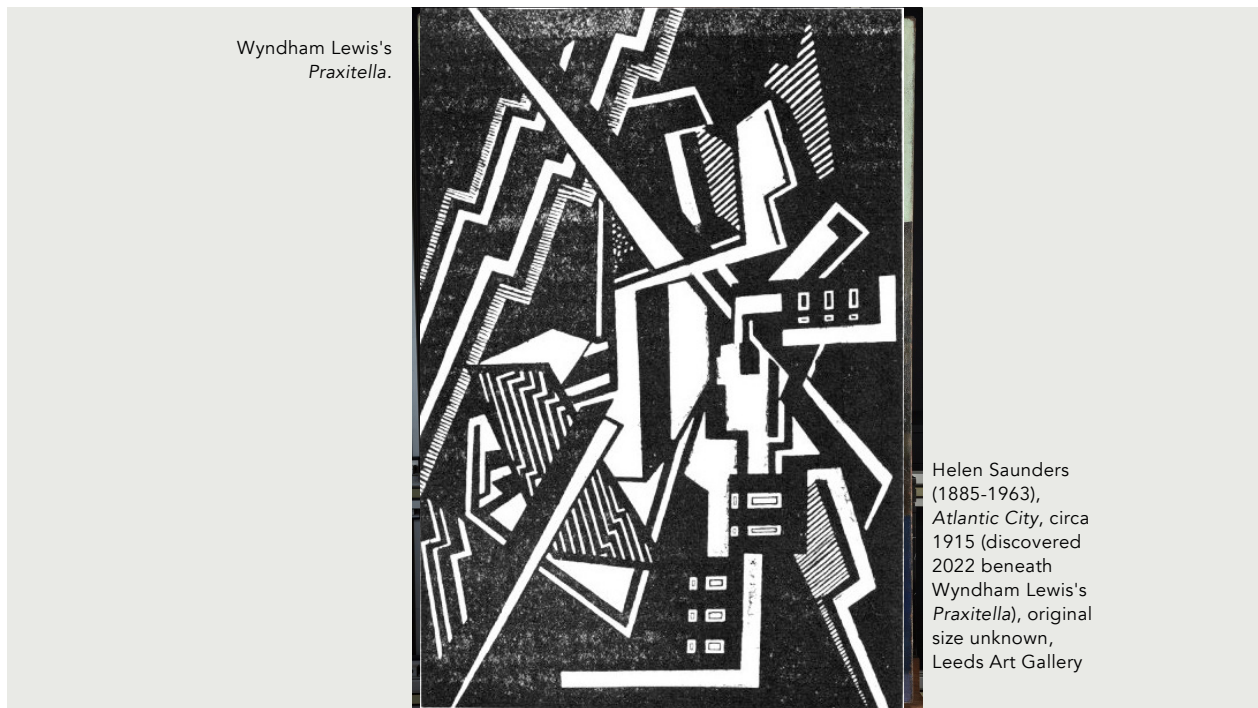 Wyndham Lewis's
Praxitella.
Helen Saunders
(1885-1963),
Atlantic City, circa
1915 (discovered
2022 beneath
Wyndham Lewis's
Praxitella), original
size unknown,
Leeds Art Gallery